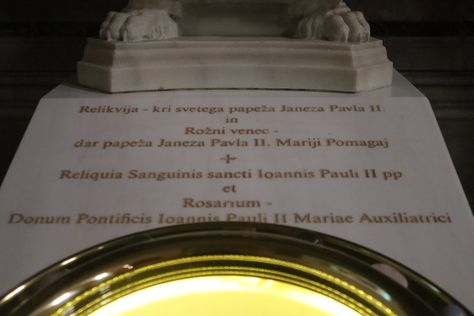 Relikvija - kri svetega papeža Janeza Pavla II.
in
Rožni venec -
dar papeža Janeza Pavla II. Mariji Pomagaj
+
Reliquia Sanguinis sancti Ioannis Pauli II pp
et
Rosarium -
Donum Pontificis Ioannis Pauli II Mariae Auxiliatrici